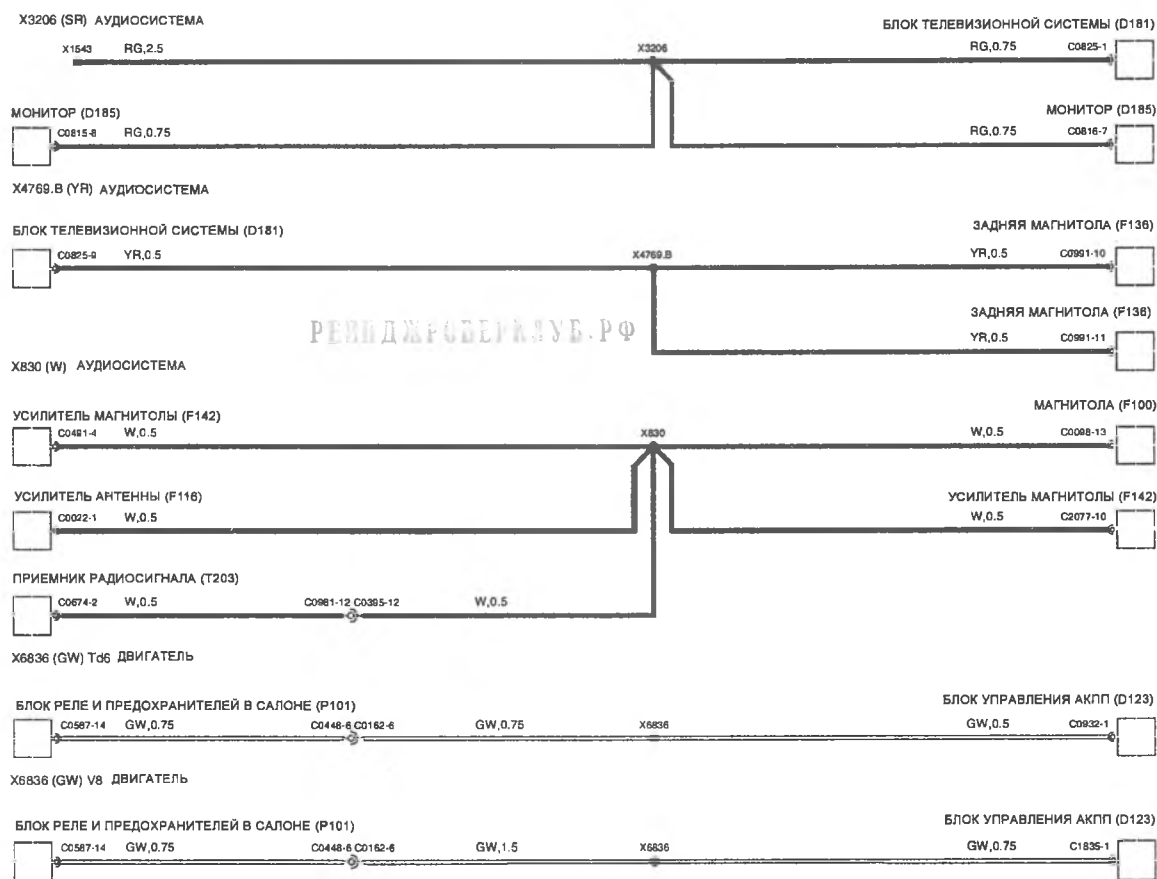 X3206 (SR) АУДИОСИСТЕМА
БЛОК ТЕЛЕВИЗИОННОЙ СИСТЕМЫ (D181)
X1543 RG,2.5 X3206 RG,0.75 C0825-1
МОНИТОР (D185) МОНИТОР (D185)
C0815-8 RG,0.75 RG,0.75 C0816-7
X4769.B (YR) АУДИОСИСТЕМА
БЛОК ТЕЛЕВИЗИОННОЙ СИСТЕМЫ (D181) ЗАДНЯЯ МАГНИТОЛА (F136)
C0825-9 YR,0.5 X4769.B YR,0.5 C0991-10
ЗАДНЯЯ МАГНИТОЛА (F136)
YR,0.5 C0991-11
РЕЙНДЖРОВЕРКЛУБ.РФ
X830 (W) АУДИОСИСТЕМА
УСИЛИТЕЛЬ МАГНИТОЛЫ (F142) МАГНИТОЛА (F100)
C0491-4 W,0.5 X830 W,0.5 C0098-13
УСИЛИТЕЛЬ АНТЕННЫ (F116) УСИЛИТЕЛЬ МАГНИТОЛЫ (F142)
C0022-1 W,0.5 W,0.5 C2077-10
ПРИЕМНИК РАДИОСИГНАЛА (T203)
C0674-2 W,0.5 C0981-12 C0395-12 W,0.5
X6836 (GW) Td6 ДВИГАТЕЛЬ
БЛОК РЕЛЕ И ПРЕДОХРАНИТЕЛЕЙ В САЛОНЕ (P101) БЛОК УПРАВЛЕНИЯ АКПП (D123)
C0587-14 GW,0.75 C0448-6 C0162-6 GW,0.75 X6836 GW,0.5 C0932-1
X6836 (GW) V8 ДВИГАТЕЛЬ
БЛОК РЕЛЕ И ПРЕДОХРАНИТЕЛЕЙ В САЛОНЕ (P101) БЛОК УПРАВЛЕНИЯ АКПП (D123)
C0587-14 GW,0.75 C0448-6 C0162-6 GW,1.5 X6836 GW,0.75 C1835-1